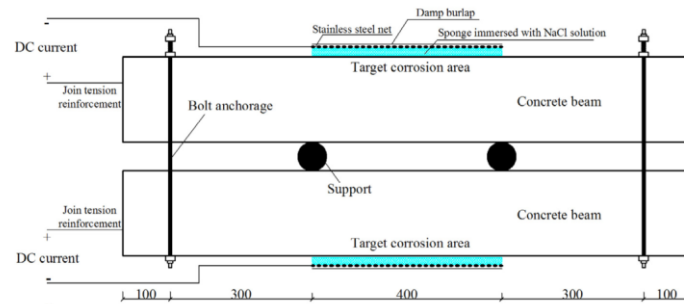 Damp burlap
Stainless steel net
Sponge immersed with NaCl solution
-
DC current
Target corrosion area
+
Join tension
reinforcement
Bolt anchorage
Concrete beam
Support
Join tension
reinforcement
Concrete beam
+
Target corrosion area
DC current
-
100 300 400 300 100